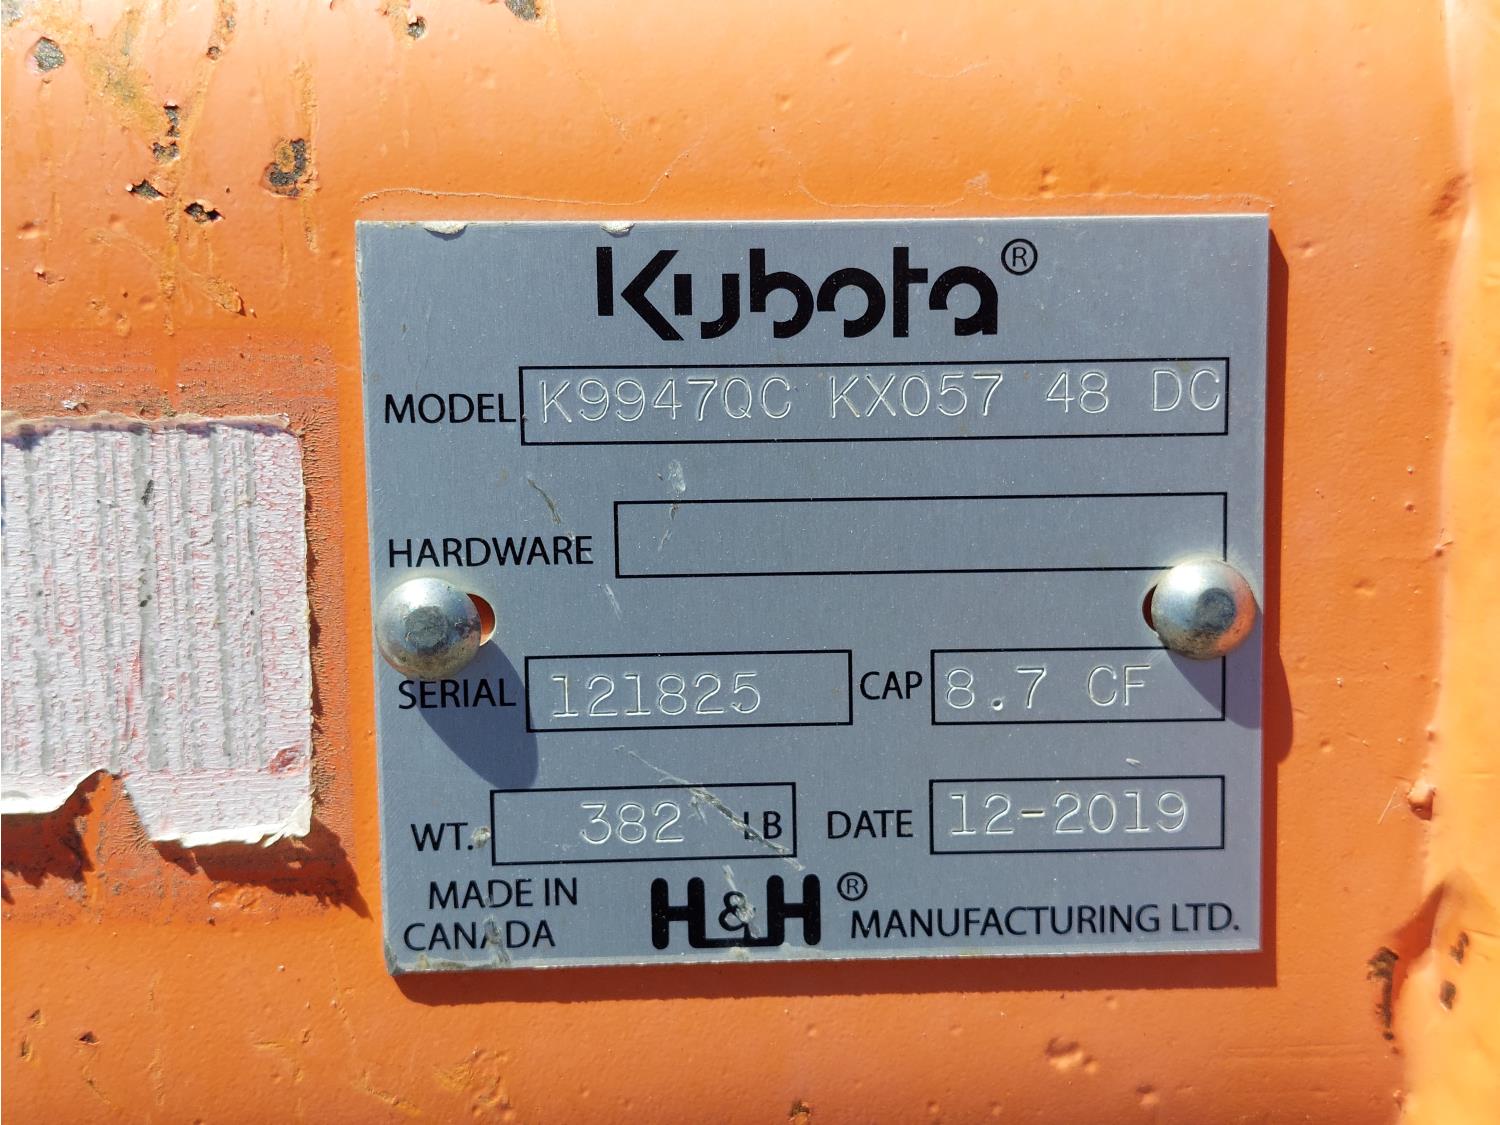 Kubota®
MODEL K9947QC KX057 48 DC
HARDWARE
SERIAL 121825 CAP 8.7 CF
WT. 382 LB DATE 12-2019
MADE IN CANADA H&H® MANUFACTURING LTD.